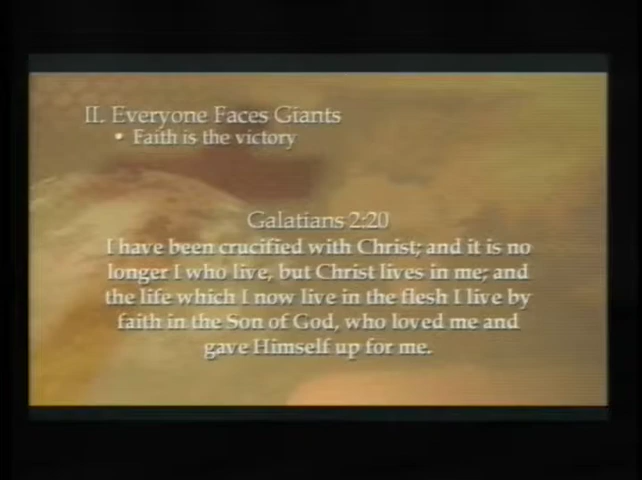 II. Everyone Faces Giants
• Faith is the victory
Galatians 2:20
I have been crucified with Christ; and it is no
longer I who live, but Christ lives in me; and
the life which I now live in the flesh I live by
faith in the Son of God, who loved me and
gave Himself up for me.